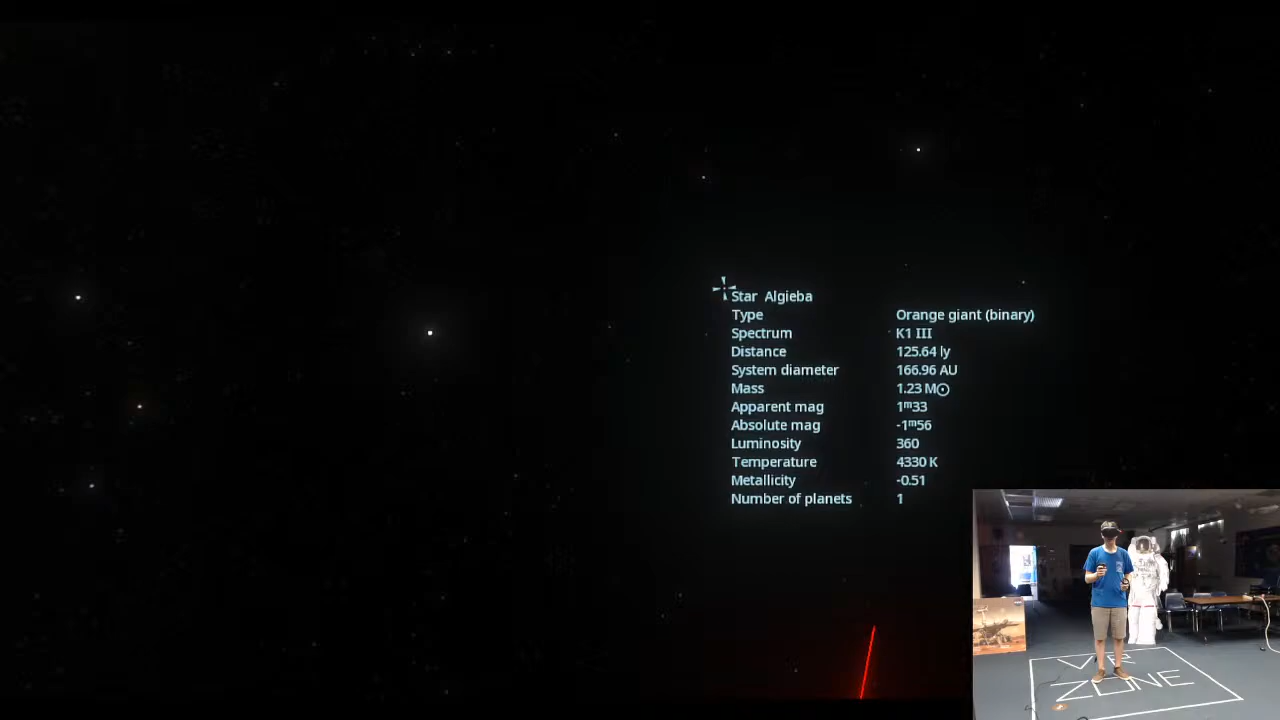 Star Algieba
Type Orange giant (binary)
Spectrum K1 III
Distance 125.64 ly
System diameter 166.96 AU
Mass 1.23 M☉
Apparent mag 1ᵐ33
Absolute mag -1ᵐ56
Luminosity 360
Temperature 4330 K
Metallicity -0.51
Number of planets 1
VR
ZONE